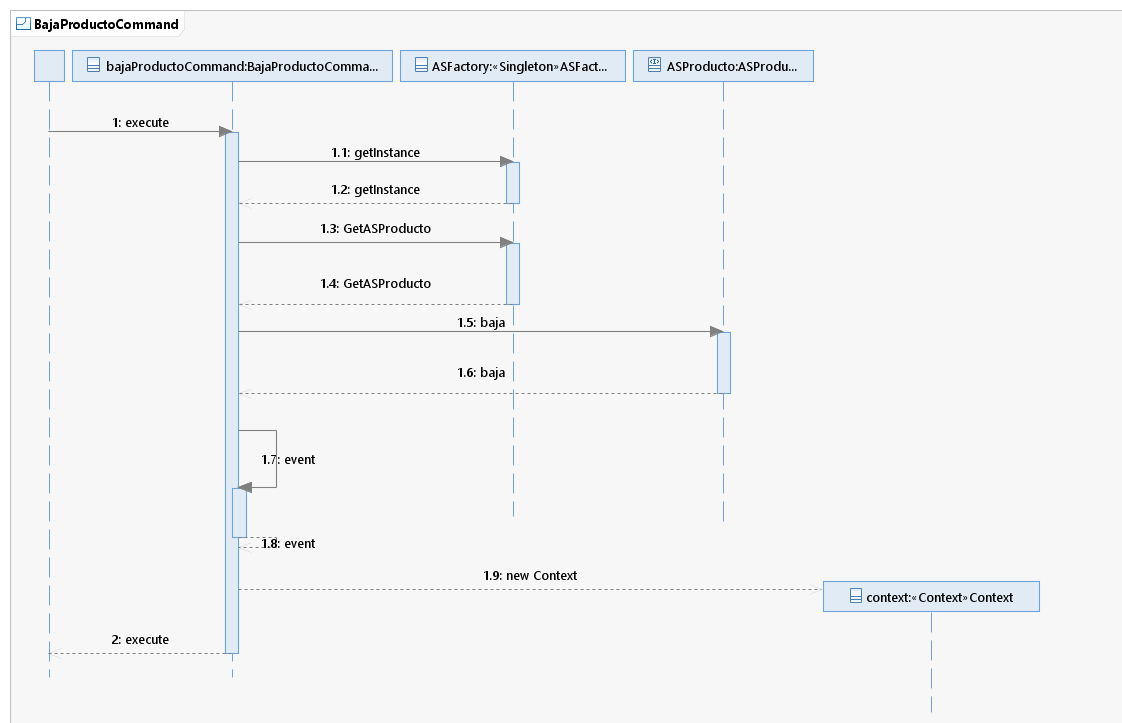 BajaProductoCommand
bajaProductoCommand:BajaProductoComma...
ASFactory:«Singleton»ASFact...
ASProducto:ASProdu...
1: execute
1.1: getInstance
1.2: getInstance
1.3: GetASProducto
1.4: GetASProducto
1.5: baja
1.6: baja
1.7: event
1.8: event
1.9: new Context
context:«Context»Context
2: execute